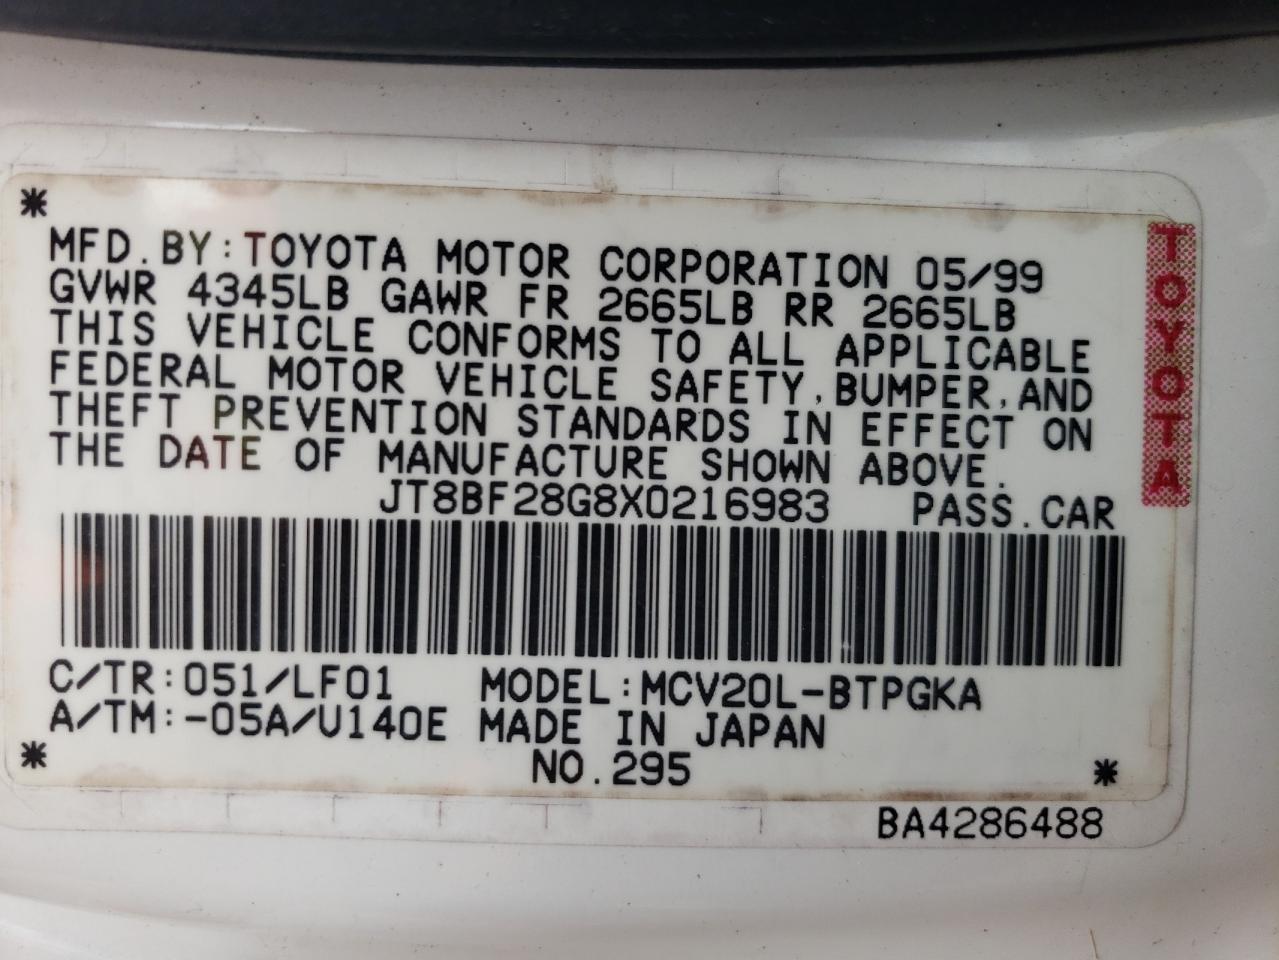 MFD.BY:TOYOTA MOTOR CORPORATION 05/99
GVWR 4345LB GAWR FR 2665LB RR 2665LB
THIS VEHICLE CONFORMS TO ALL APPLICABLE
FEDERAL MOTOR VEHICLE SAFETY,BUMPER,AND
THEFT PREVENTION STANDARDS IN EFFECT ON
THE DATE OF MANUFACTURE SHOWN ABOVE.
JT8BF28G8X0216983 PASS.CAR
TOYOTA
C/TR:051/LF01 MODEL:MCV20L-BTPGKA
A/TM:-05A/U140E MADE IN JAPAN
NO.295
BA4286488